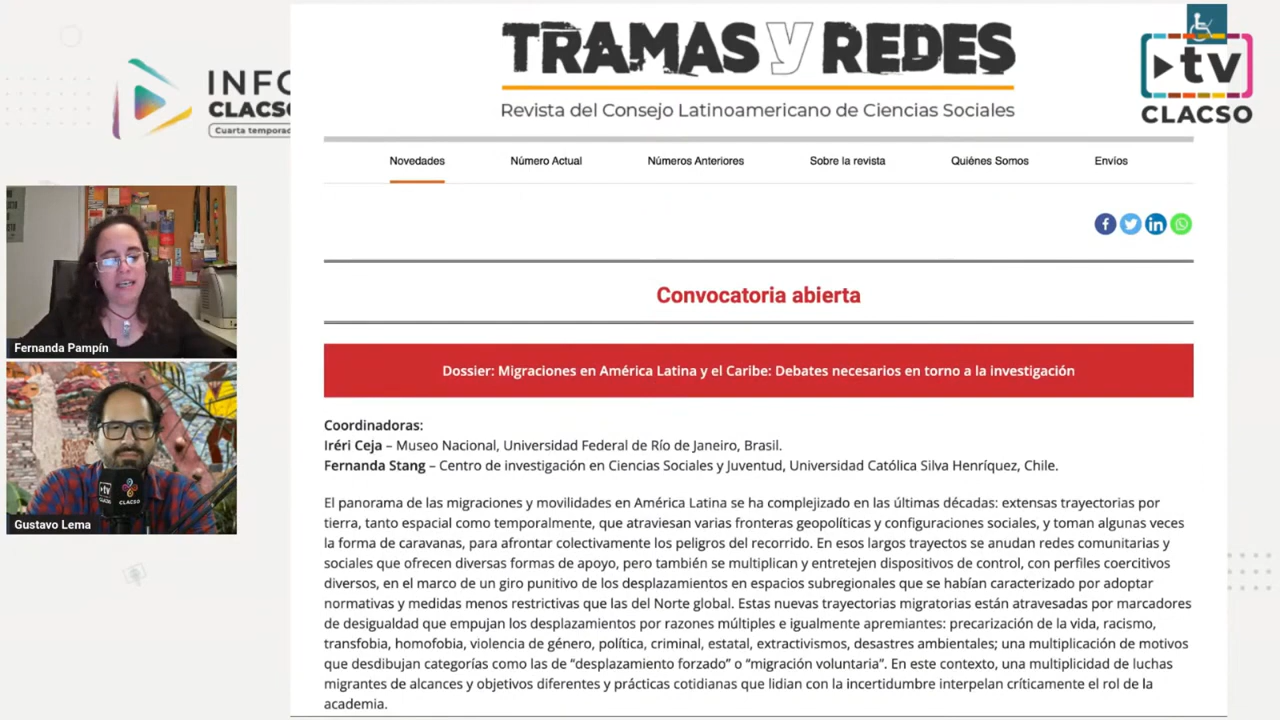 INFO
CLACSO
Cuarta temporad
TRAMAS Y REDES
Revista del Consejo Latinoamericano de Ciencias Sociales
tv
CLACSO
Novedades
Número Actual
Números Anteriores
Sobre la revista
Quiénes Somos
Envíos
Convocatoria abierta
Dossier: Migraciones en América Latina y el Caribe: Debates necesarios en torno a la investigación
Coordinadoras:
Iréri Ceja – Museo Nacional, Universidad Federal de Río de Janeiro, Brasil.
Fernanda Stang – Centro de investigación en Ciencias Sociales y Juventud, Universidad Católica Silva Henríquez, Chile.
El panorama de las migraciones y movilidades en América Latina se ha complejizado en las últimas décadas: extensas trayectorias por
tierra, tanto espacial como temporalmente, que atraviesan varias fronteras geopolíticas y configuraciones sociales, y toman algunas veces
la forma de caravanas, para afrontar colectivamente los peligros del recorrido. En esos largos trayectos se anudan redes comunitarias y
sociales que ofrecen diversas formas de apoyo, pero también se multiplican y entretejen dispositivos de control, con perfiles coercitivos
diversos, en el marco de un giro punitivo de los desplazamientos en espacios subregionales que se habían caracterizado por adoptar
normativas y medidas menos restrictivas que las del Norte global. Estas nuevas trayectorias migratorias están atravesadas por marcadores
de desigualdad que empujan los desplazamientos por razones múltiples e igualmente apremiantes: precarización de la vida, racismo,
transfobia, homofobia, violencia de género, política, criminal, estatal, extractivismos, desastres ambientales; una multiplicación de motivos
que desdibujan categorías como las de “desplazamiento forzado” o “migración voluntaria”. En este contexto, una multiplicidad de luchas
migrantes de alcances y objetivos diferentes y prácticas cotidianas que lidian con la incertidumbre interpelan críticamente el rol de la
academia.
Fernanda Pampín
tv
CLACSO
Gustavo Lema